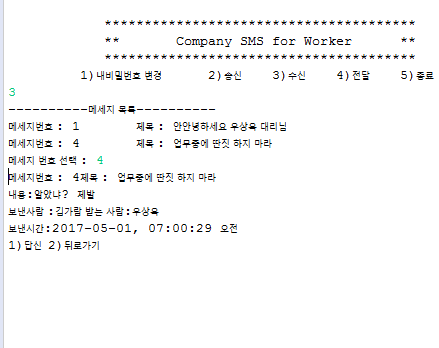 ****************************************
** Company SMS for Worker **
****************************************
1)내비밀번호 변경 2)송신 3)수신 4)전달 5)종료
3
----------메세지 목록----------
메세지번호 : 1 제목 : 안안녕하세요 우상욱 대리님
메세지번호 : 4 제목 : 업무중에 딴짓 하지 마라
메세지 번호 선택 : 4
메세지번호 : 4제목 : 업무중에 딴짓 하지 마라
내용:알았냐? 제발
보낸사람 :김가람 받는 사람:우상욱
보낸시간:2017-05-01, 07:00:29 오전
1)답신 2)뒤로가기